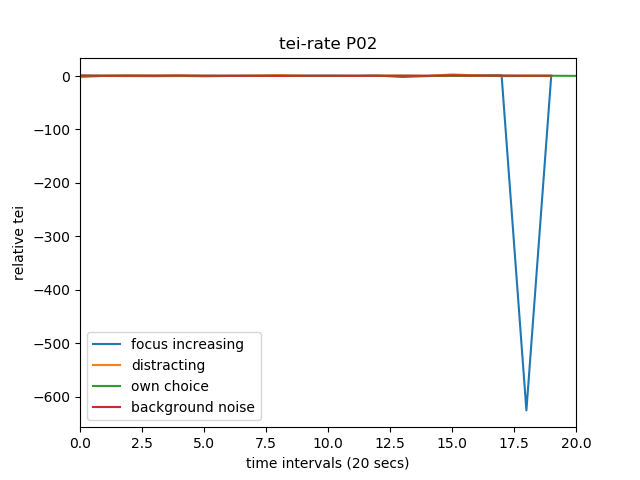 tei-rate P02
relative tei
0
−100
−200
−300
−400
−500
−600
focus increasing
distracting
own choice
background noise
0.0 2.5 5.0 7.5 10.0 12.5 15.0 17.5 20.0
time intervals (20 secs)